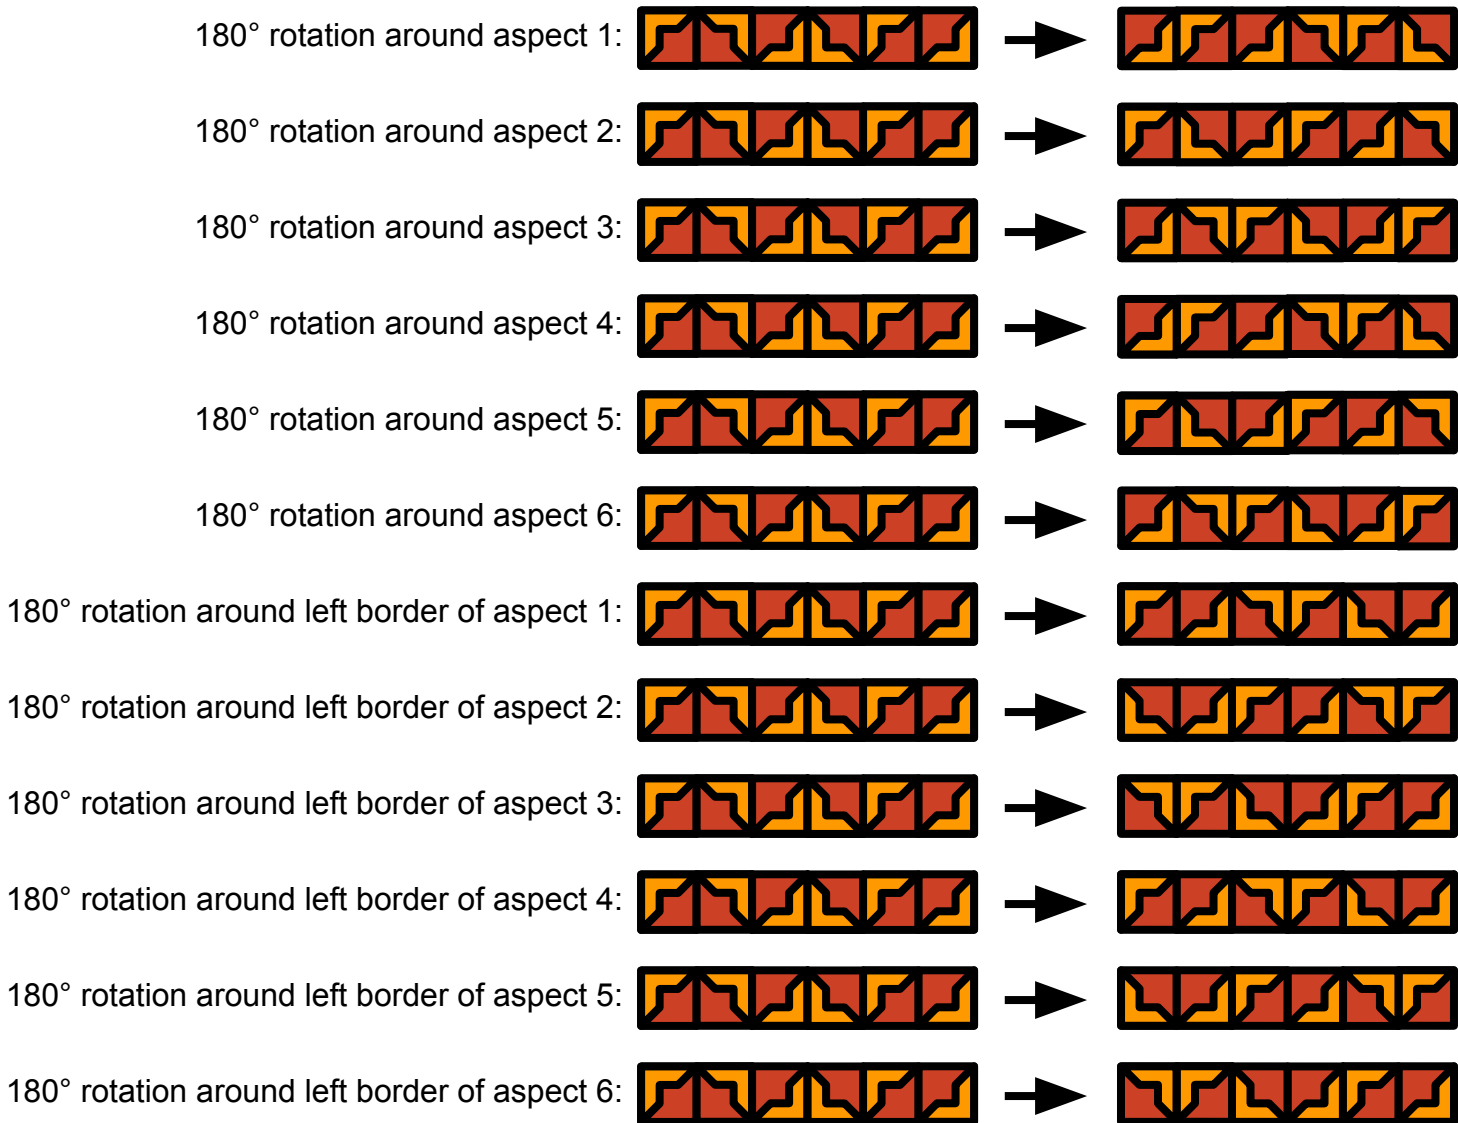 180° rotation around aspect 1:
180° rotation around aspect 2:
180° rotation around aspect 3:
180° rotation around aspect 4:
180° rotation around aspect 5:
180° rotation around aspect 6:
180° rotation around left border of aspect 1:
180° rotation around left border of aspect 2:
180° rotation around left border of aspect 3:
180° rotation around left border of aspect 4:
180° rotation around left border of aspect 5:
180° rotation around left border of aspect 6: